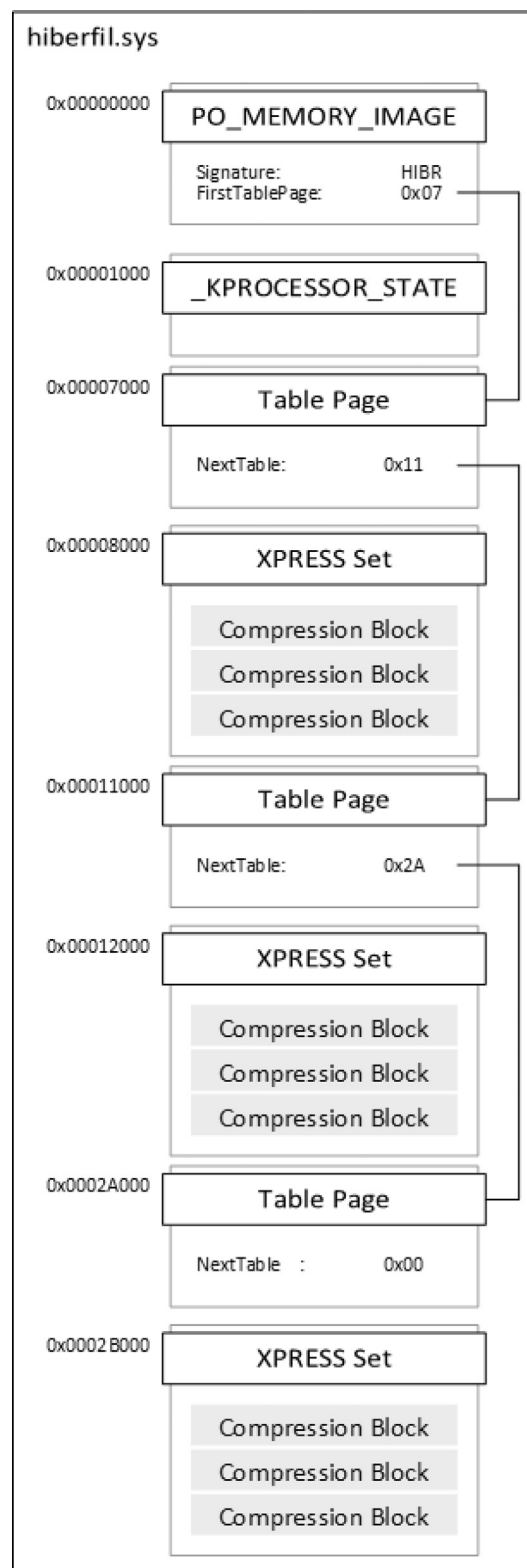 hiberfil.sys
0x00000000
PO_MEMORY_IMAGE
Signature: HIBR
FirstTablePage: 0x07
0x00001000
_KPROCESSOR_STATE
0x00007000
Table Page
NextTable: 0x11
0x00008000
XPRESS Set
Compression Block
Compression Block
Compression Block
0x00011000
Table Page
NextTable: 0x2A
0x00012000
XPRESS Set
Compression Block
Compression Block
Compression Block
0x0002A000
Table Page
NextTable : 0x00
0x0002B000
XPRESS Set
Compression Block
Compression Block
Compression Block